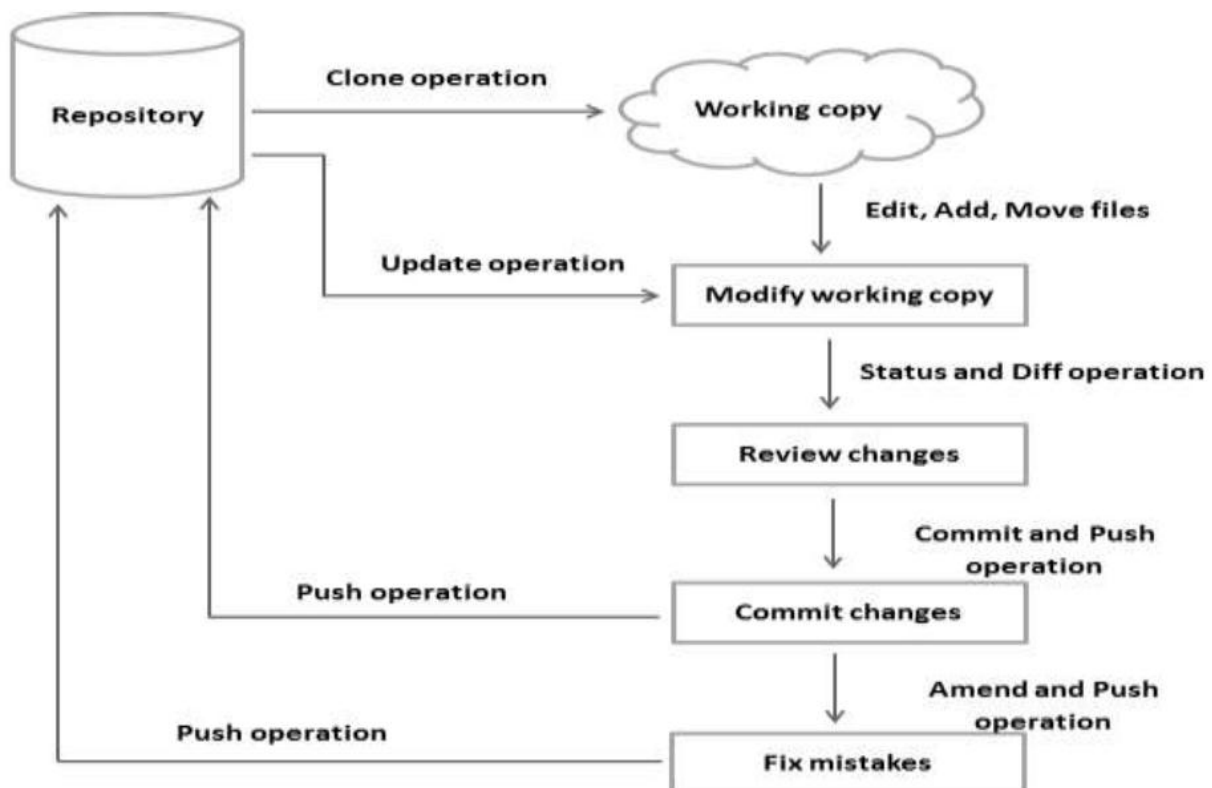 Clone operation
Repository
Working copy
Edit, Add, Move files
Update operation
Modify working copy
Status and Diff operation
Review changes
Commit and Push
operation
Push operation
Commit changes
Amend and Push
operation
Push operation
Fix mistakes